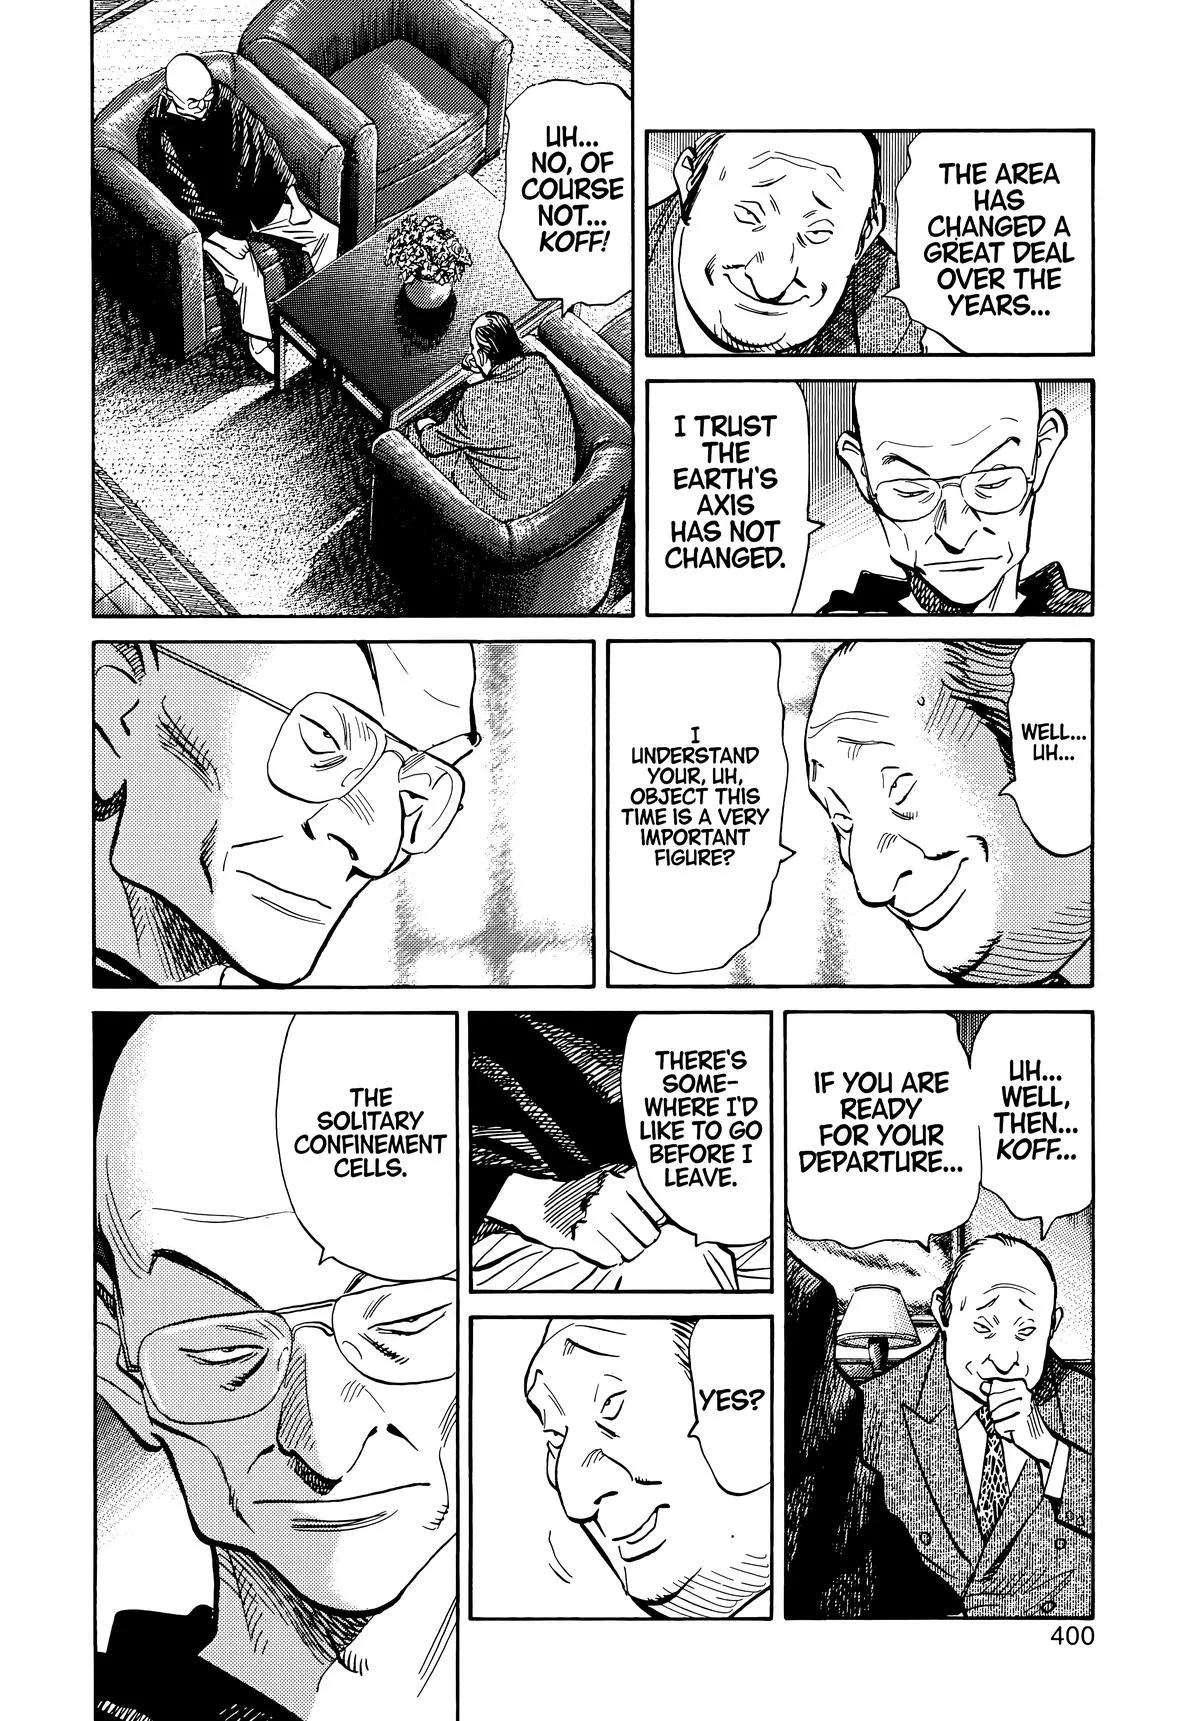 THE AREA
HAS
CHANGED A
GREAT DEAL
OVER THE
YEARS...
I TRUST
THE
EARTH'S
AXIS
HAS NOT
CHANGED.
UH...
NO, OF
COURSE
NOT...
KOFF!
WELL...
UH...
I
UNDERSTAND
YOUR, UH,
OBJECT THIS
TIME IS A VERY
IMPORTANT
FIGURE?
UH...
WELL,
THEN...
KOFF...
IF YOU ARE
READY
FOR YOUR
DEPARTURE...
THERE'S
SOME-
WHERE I'D
LIKE TO GO
BEFORE I
LEAVE.
YES?
THE
SOLITARY
CONFINEMENT
CELLS.
400